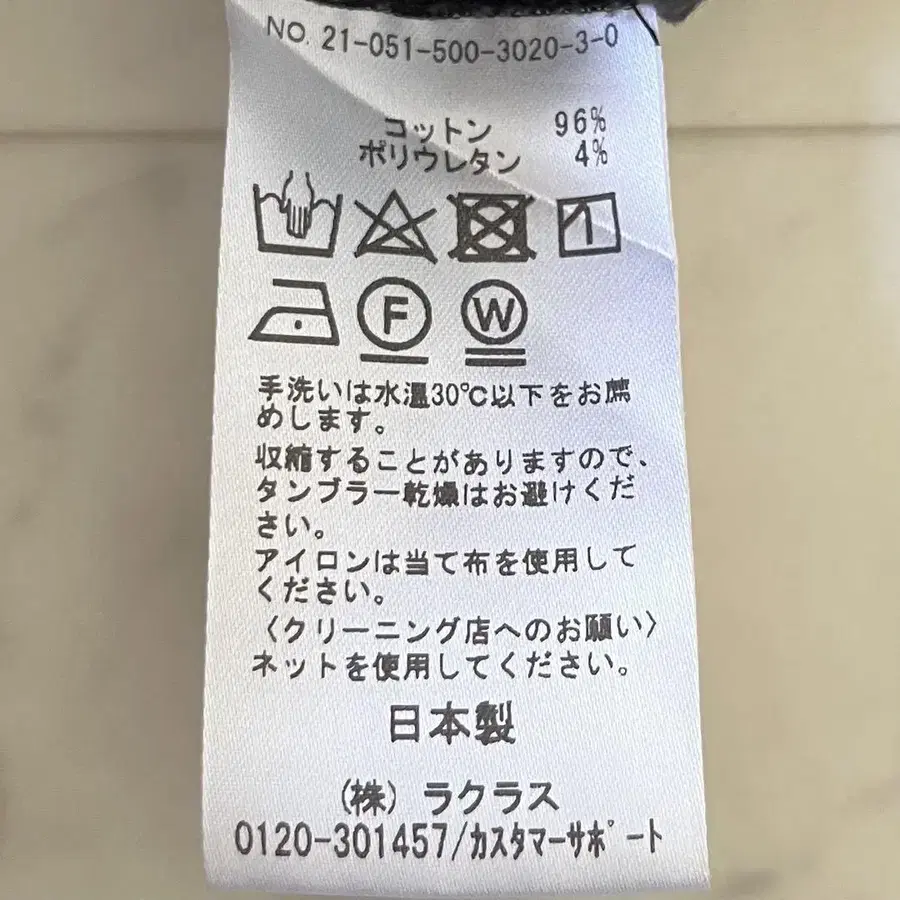 NO. 21-051-500-3020-3-0
コットン 96%
ポリウレタン 4%
F W
手洗いは水温30℃以下をお薦
めします。
収縮することがありますので、
タンブラー乾燥はお避けくだ
さい。
アイロンは当て布を使用して
ください。
〈クリーニング店へのお願い〉
ネットを使用してください。
日本製
(株) ラクラス
0120-301457/カスタマーサポート